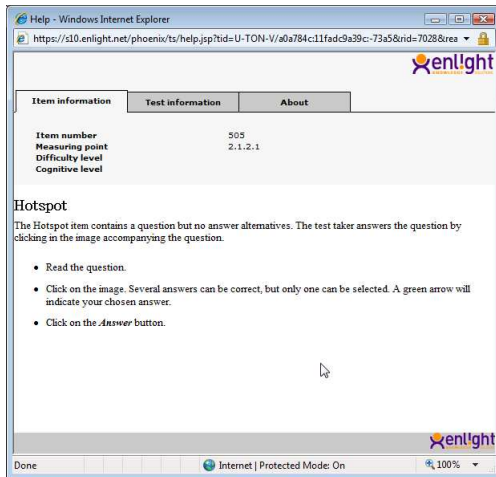 Help - Windows Internet Explorer
https://s10.enlight.net/phoenix/ts/help.jsp?tid=U-TON-V/a0a784c:11fadc9a39c:-73a5&rid=7028&rea
enl!ght
Item information Test information About
Item number 505
Measuring point 2.1.2.1
Difficulty level
Cognitive level
Hotspot
The Hotspot item contains a question but no answer alternatives. The test taker answers the question by
clicking in the image accompanying the question.
• Read the question.
• Click on the image. Several answers can be correct, but only one can be selected. A green arrow will
indicate your chosen answer.
• Click on the Answer button.
enl!ght
Done Internet | Protected Mode: On 100%